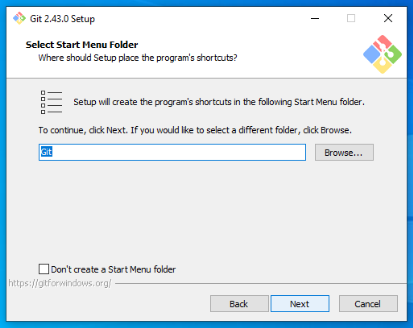 Git 2.43.0 Setup
Select Start Menu Folder
Where should Setup place the program's shortcuts?
Setup will create the program's shortcuts in the following Start Menu folder.
To continue, click Next. If you would like to select a different folder, click Browse.
Git
Browse...
Don't create a Start Menu folder
https://gitforwindows.org/
Back
Next
Cancel